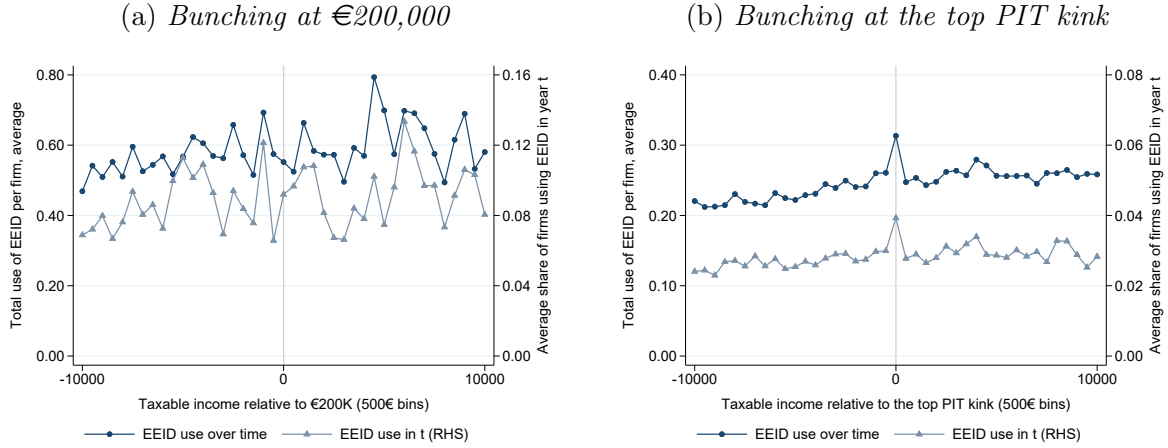 (a) Bunching at €200,000
Total use of EEID per firm, average
0.80
0.60
0.40
0.20
0.00
0.16
0.12
0.08
0.04
0.00
Average share of firms using EEID in year t
-10000
0
10000
Taxable income relative to €200K (500€ bins)
EEID use over time
EEID use in t (RHS)
(b) Bunching at the top PIT kink
Total use of EEID per firm, average
0.40
0.30
0.20
0.10
0.00
0.08
0.06
0.04
0.02
0.00
Average share of firms using EEID in year t
-10000
0
10000
Taxable income relative to the top PIT kink (500€ bins)
EEID use over time
EEID use in t (RHS)